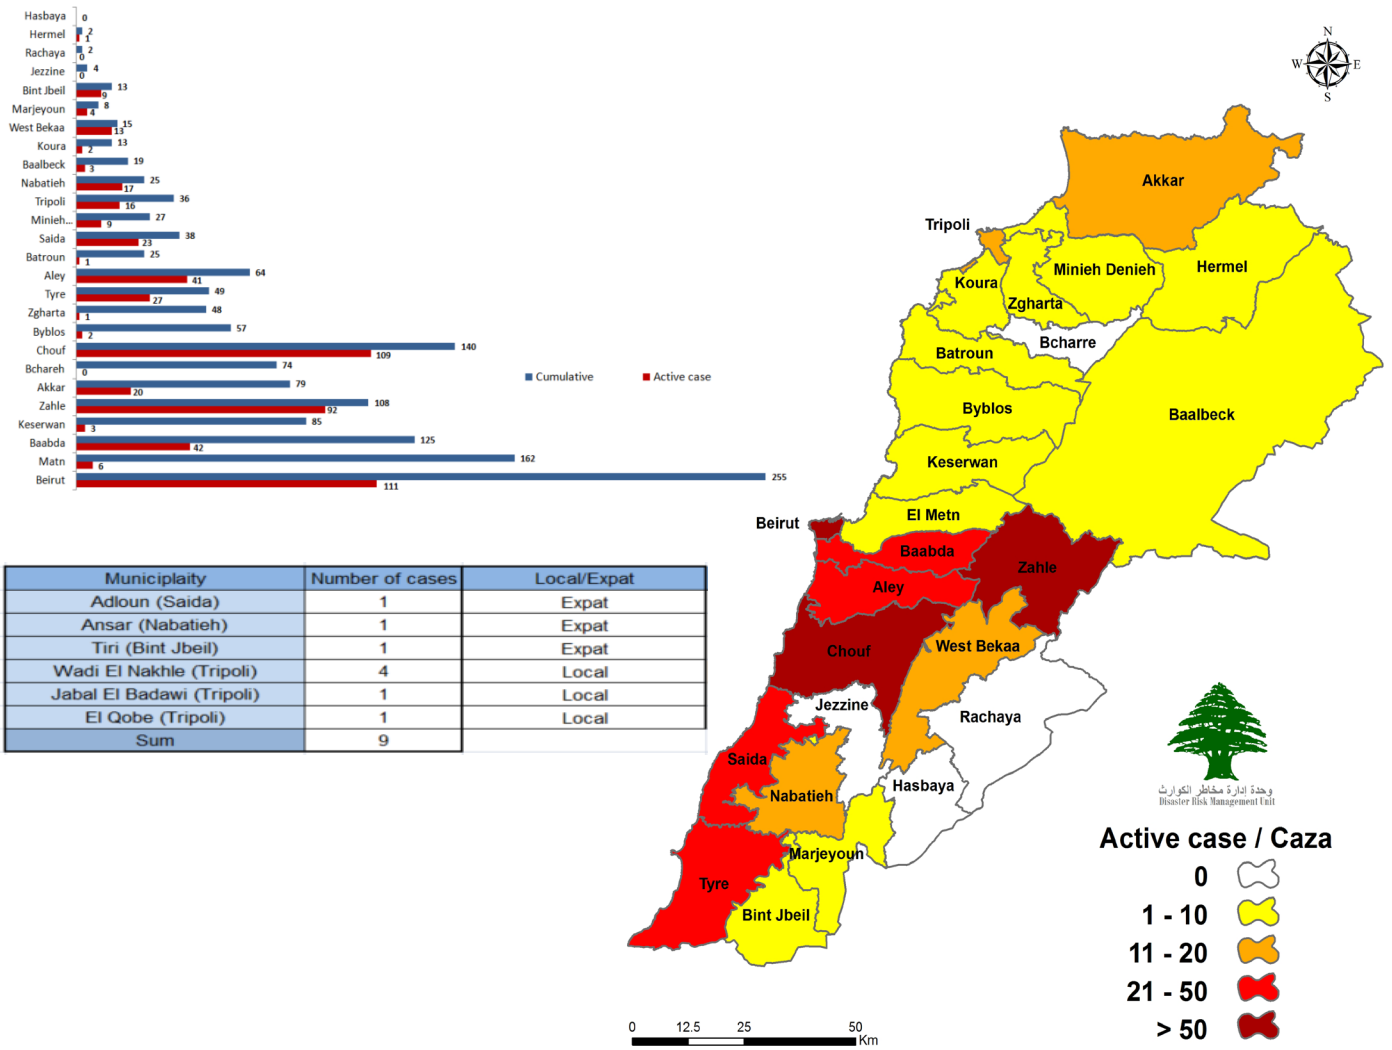 Hasbaya 0
Hermel 2 1
Rachaya 2 0
Jezzine 4 0
Bint Jbeil 13 9
Marjeyoun 8 4
West Bekaa 15 13
Koura 13 2
Baalbeck 19 3
Nabatieh 25 17
Tripoli 36 16
Minieh... 27 9
Saida 38 23
Batroun 25 1
Aley 64 41
Tyre 49 27
Zgharta 48 1
Byblos 57 2
Chouf 140 109
Bchareh 74 0
Akkar 79 20
Zahle 108 92
Keserwan 85 3
Baabda 125 42
Matn 162 6
Beirut 255 111
Cumulative Active case
Municiplaity Number of cases Local/Expat
Adloun (Saida) 1 Expat
Ansar (Nabatieh) 1 Expat
Tiri (Bint Jbeil) 1 Expat
Wadi El Nakhle (Tripoli) 4 Local
Jabal El Badawi (Tripoli) 1 Local
El Qobe (Tripoli) 1 Local
Sum 9
N
W E
S
Akkar
Tripoli
Minieh Denieh
Hermel
Koura
Zgharta
Bcharre
Batroun
Byblos
Baalbeck
Keserwan
El Metn
Beirut
Baabda
Zahle
Aley
Chouf
West Bekaa
Jezzine
Rachaya
Saida
Hasbaya
Nabatieh
Marjeyoun
Tyre
Bint Jbeil
وحدة إدارة مخاطر الكوارث
Disaster Risk Management Unit
Active case / Caza
0
1 - 10
11 - 20
21 - 50
> 50
0 12.5 25 50
Km